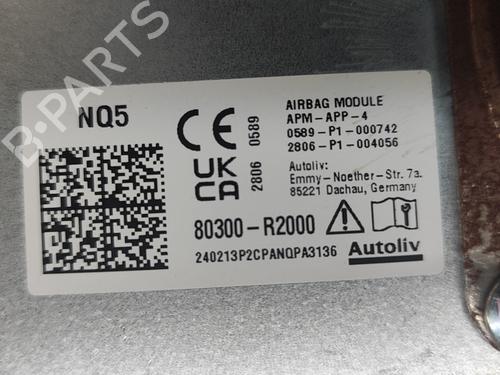 NQ5
CE
0589
UK
CA
2806
AIRBAG MODULE
APM-APP-4
0589-P1-000742
2806-P1-004056
Autoliv:
Emmy-Noether-Str. 7a.
85221 Dachau, Germany
80300-R2000
240213P2CPANQPA3136
Autoliv
B-PARTS